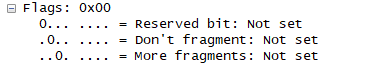 Flags: 0x00
0... .... = Reserved bit: Not set
.0.. .... = Don't fragment: Not set
..0. .... = More fragments: Not set